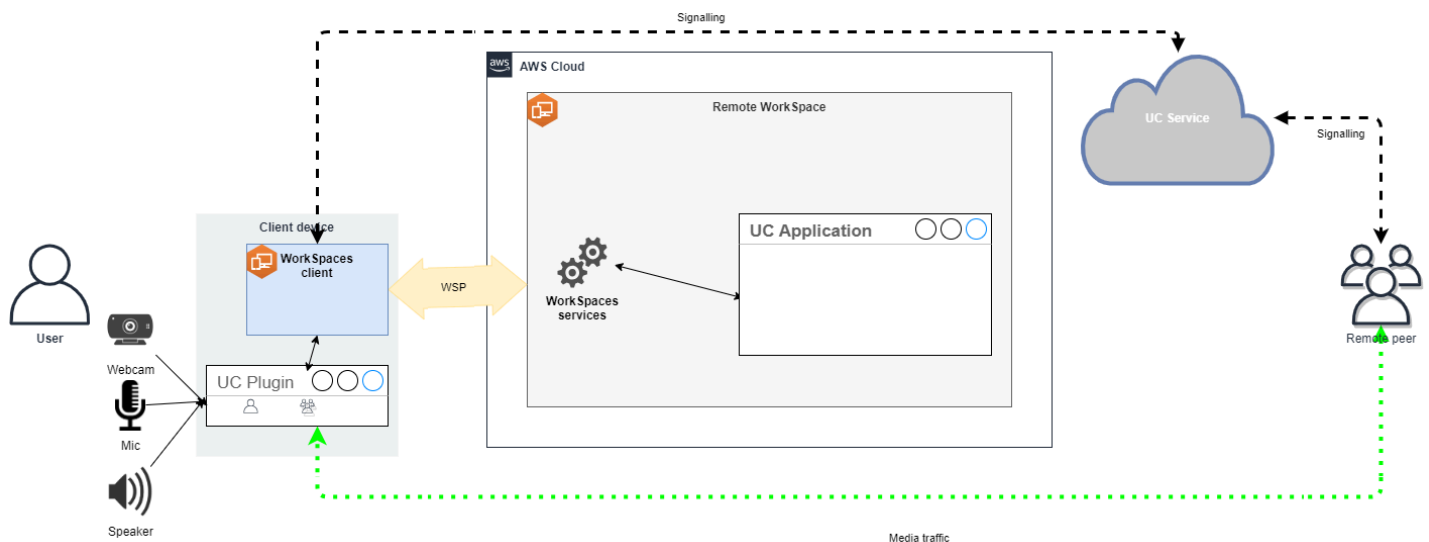 Signalling
aws
AWS Cloud
Remote WorkSpace
UC Service
Signalling
Client device
WorkSpaces
client
UC Application
WSP
WorkSpaces
services
User
Remote peer
Webcam
UC Plugin
Mic
Speaker
Media traffic